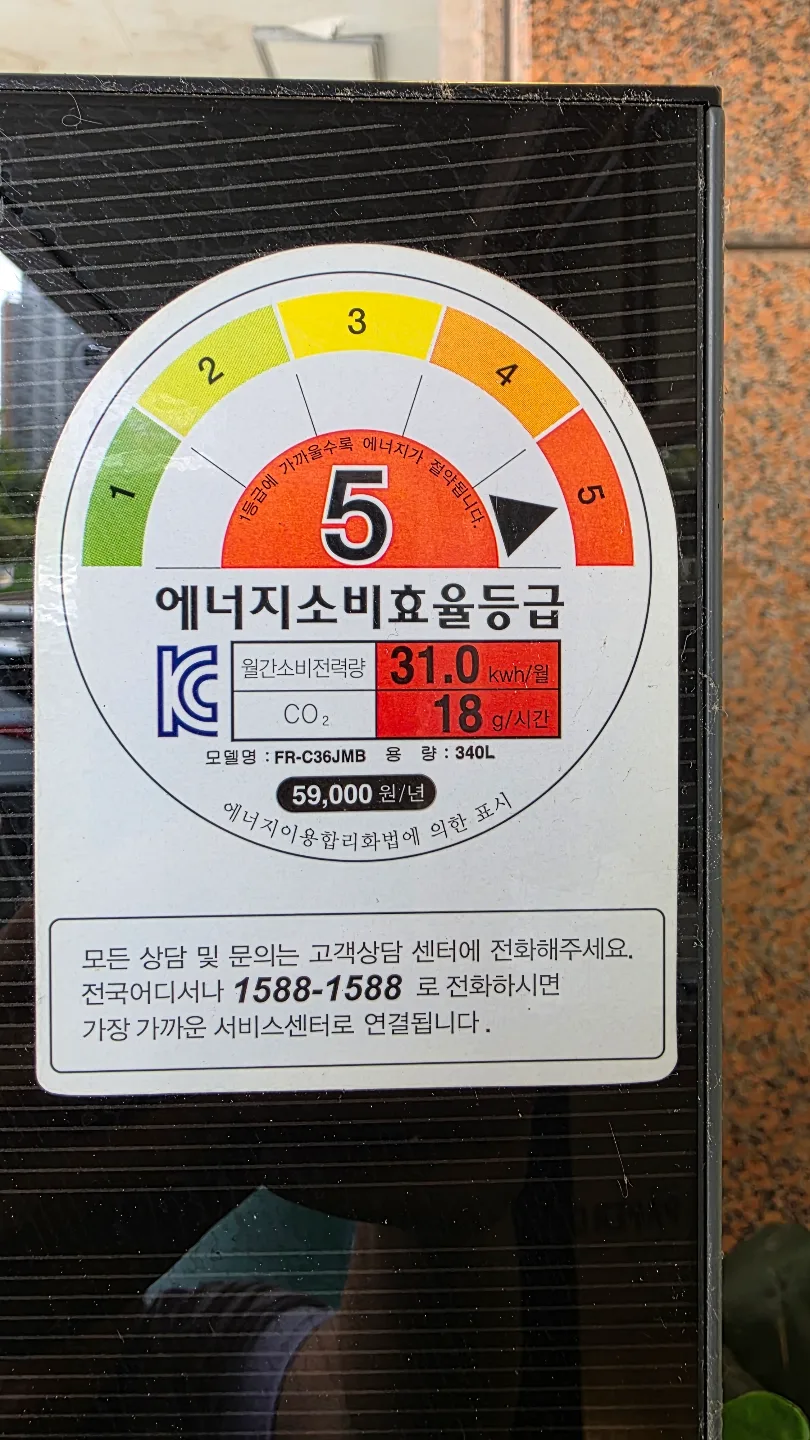 1
2
3
4
5
1등급에 가까울수록 에너지가 절약됩니다.
5
에너지소비효율등급
월간소비전력량 31.0 kwh/월
CO₂ 18 g/시간
모델명 : FR-C36JMB 용 량 : 340L
59,000 원/년
에너지이용합리화법에 의한 표시
모든 상담 및 문의는 고객상담 센터에 전화해주세요.
전국어디서나 1588-1588 로 전화하시면
가장 가까운 서비스센터로 연결됩니다.